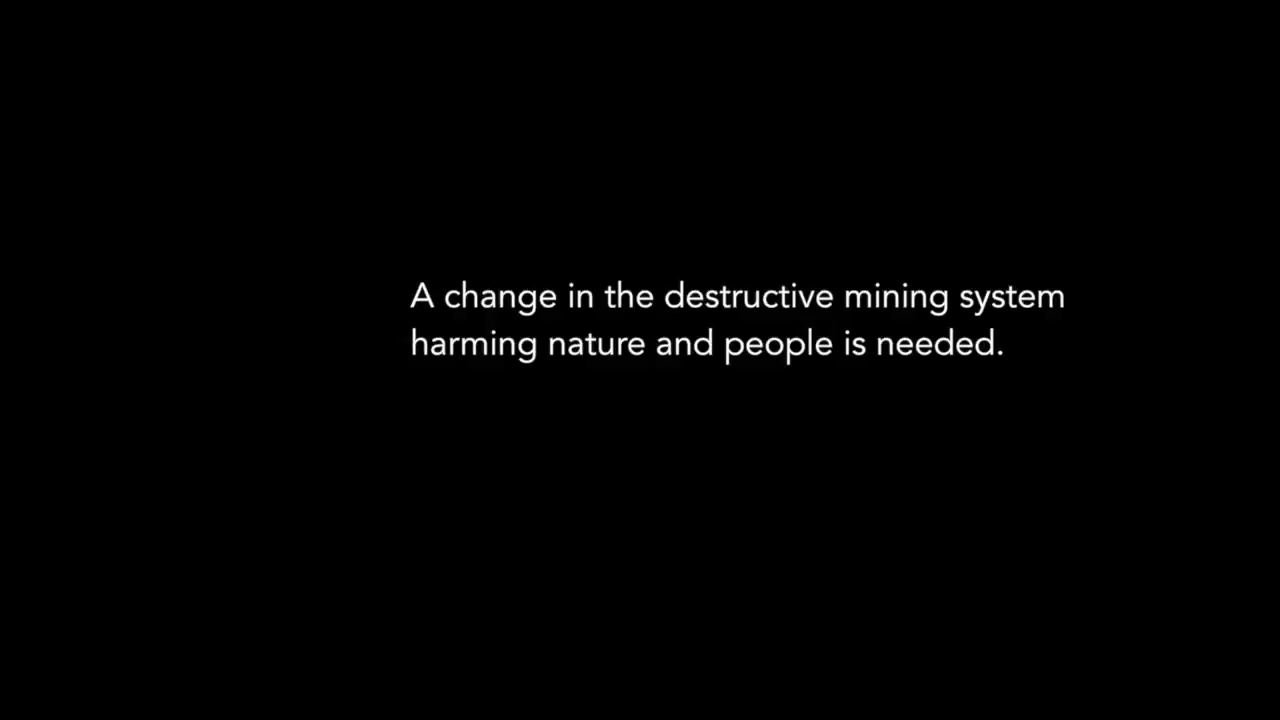 A change in the destructive mining system
harming nature and people is needed.